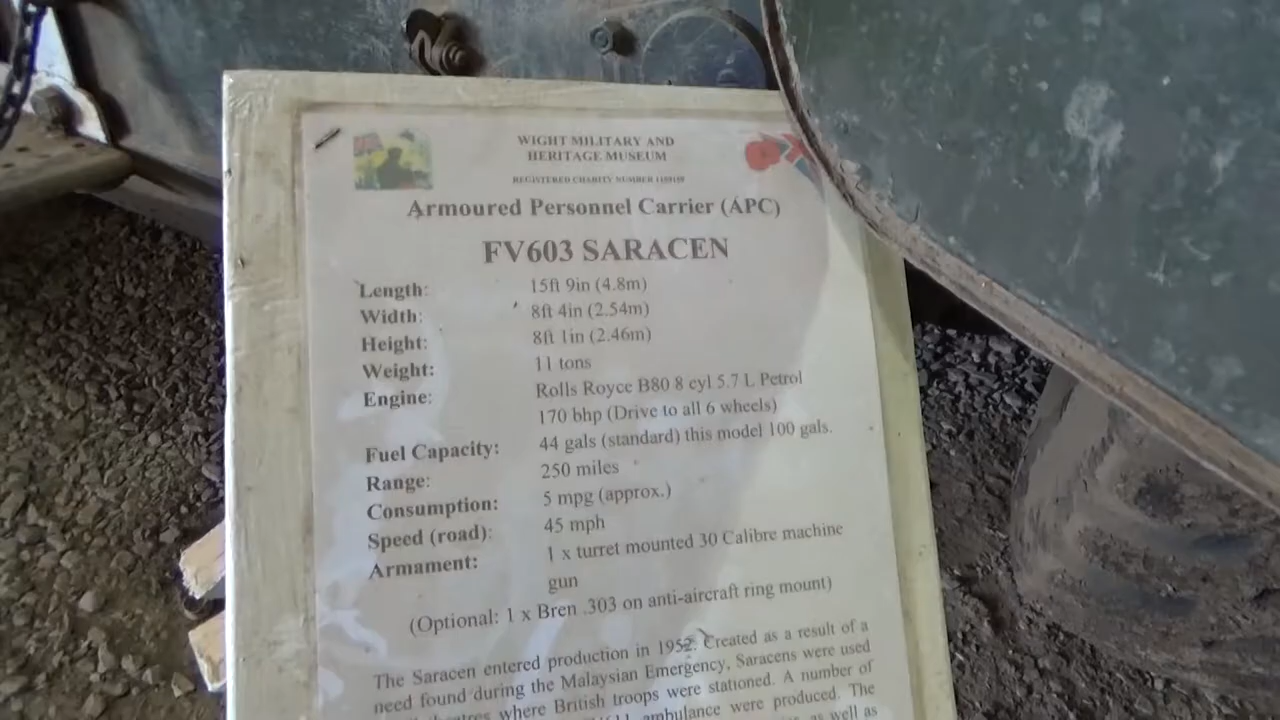 WIGHT MILITARY AND
HERITAGE MUSEUM
REGISTERED CHARITY NUMBER
Armoured Personnel Carrier (APC)
FV603 SARACEN
Length: 15ft 9in (4.8m)
Width: 8ft 4in (2.54m)
Height: 8ft 1in (2.46m)
Weight: 11 tons
Engine: Rolls Royce B80 8 cyl 5.7 L Petrol
170 bhp (Drive to all 6 wheels)
Fuel Capacity: 44 gals (standard) this model 100 gals.
Range: 250 miles
Consumption: 5 mpg (approx.)
Speed (road): 45 mph
Armament: 1 x turret mounted 30 Calibre machine
gun
(Optional: 1 x Bren .303 on anti-aircraft ring mount)
The Saracen entered production in 1952. Created as a result of a
need found during the Malaysian Emergency, Saracens were used
where British troops were stationed. A number of
ambulance were produced. The
as well as